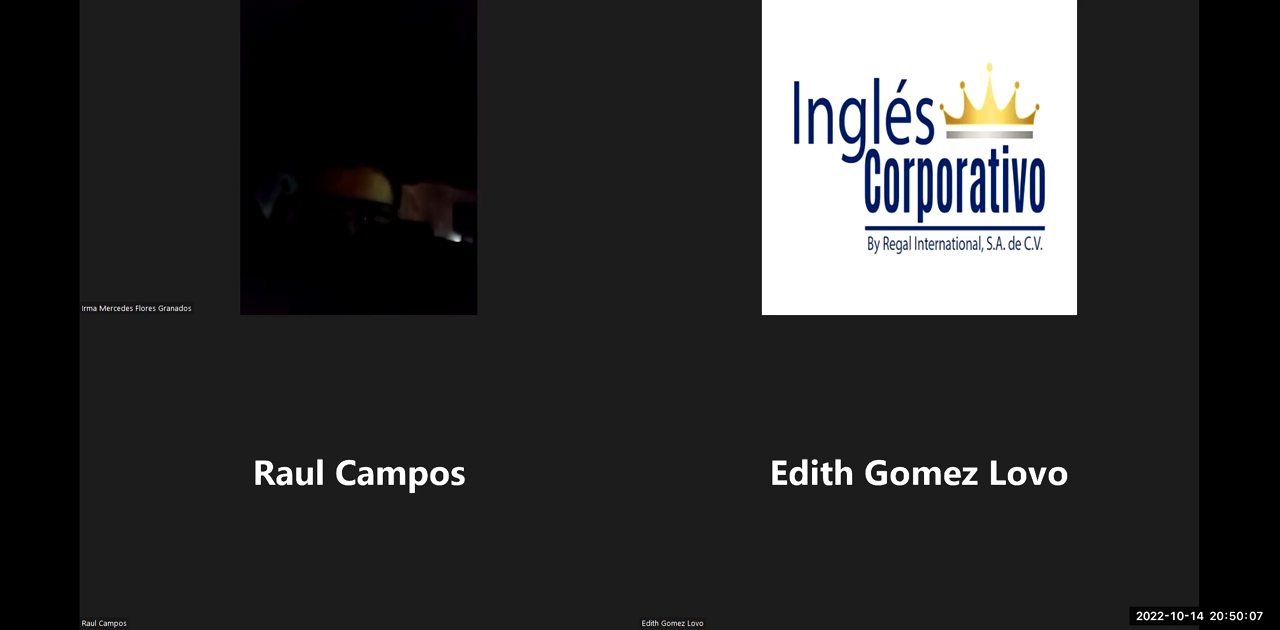 Inglés
Corporativo
By Regal International, S.A. de C.V.
Irma Mercedes Flores Granados
Raul Campos
Edith Gomez Lovo
Raul Campos
Edith Gomez Lovo
2022-10-14 20:50:07